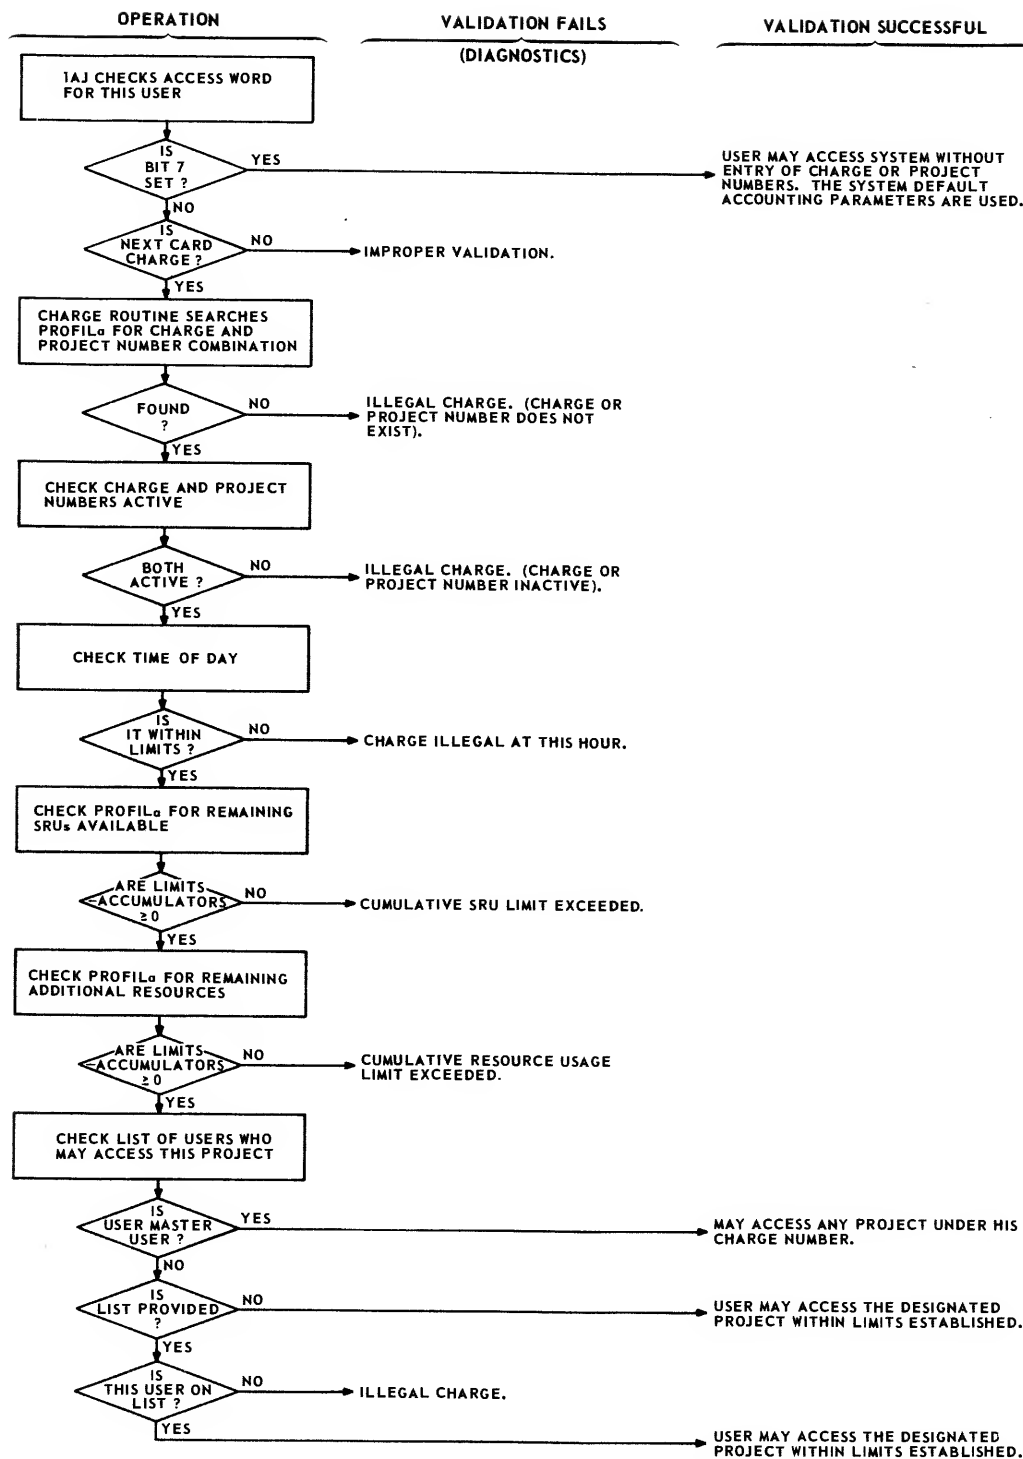 OPERATION
VALIDATION FAILS
(DIAGNOSTICS)
VALIDATION SUCCESSFUL
1AJ CHECKS ACCESS WORD
FOR THIS USER
IS
BIT 7
SET ?
YES
USER MAY ACCESS SYSTEM WITHOUT
ENTRY OF CHARGE OR PROJECT
NUMBERS. THE SYSTEM DEFAULT
ACCOUNTING PARAMETERS ARE USED.
NO
IS
NEXT CARD
CHARGE ?
NO
IMPROPER VALIDATION.
YES
CHARGE ROUTINE SEARCHES
PROFILa FOR CHARGE AND
PROJECT NUMBER COMBINATION
FOUND
?
NO
ILLEGAL CHARGE. (CHARGE OR
PROJECT NUMBER DOES NOT
EXIST).
YES
CHECK CHARGE AND PROJECT
NUMBERS ACTIVE
BOTH
ACTIVE ?
NO
ILLEGAL CHARGE. (CHARGE OR
PROJECT NUMBER INACTIVE).
YES
CHECK TIME OF DAY
IS
IT WITHIN
LIMITS ?
NO
CHARGE ILLEGAL AT THIS HOUR.
YES
CHECK PROFILa FOR REMAINING
SRUs AVAILABLE
ARE LIMITS
-ACCUMULATORS
≥0
NO
CUMULATIVE SRU LIMIT EXCEEDED.
YES
CHECK PROFILa FOR REMAINING
ADDITIONAL RESOURCES
ARE LIMITS
-ACCUMULATORS
≥0
NO
CUMULATIVE RESOURCE USAGE
LIMIT EXCEEDED.
YES
CHECK LIST OF USERS WHO
MAY ACCESS THIS PROJECT
IS
USER MASTER
USER ?
YES
MAY ACCESS ANY PROJECT UNDER HIS
CHARGE NUMBER.
NO
IS
LIST PROVIDED
?
NO
USER MAY ACCESS THE DESIGNATED
PROJECT WITHIN LIMITS ESTABLISHED.
YES
IS
THIS USER ON
LIST ?
NO
ILLEGAL CHARGE.
YES
USER MAY ACCESS THE DESIGNATED
PROJECT WITHIN LIMITS ESTABLISHED.